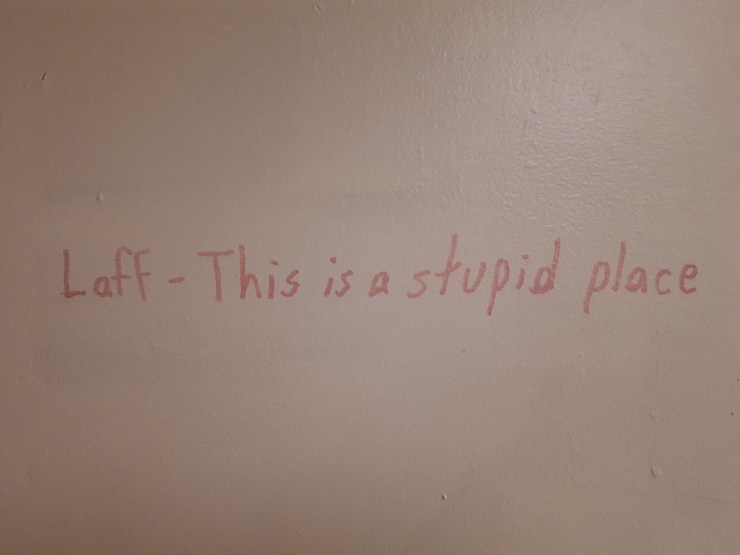 Laff - This is a stupid place